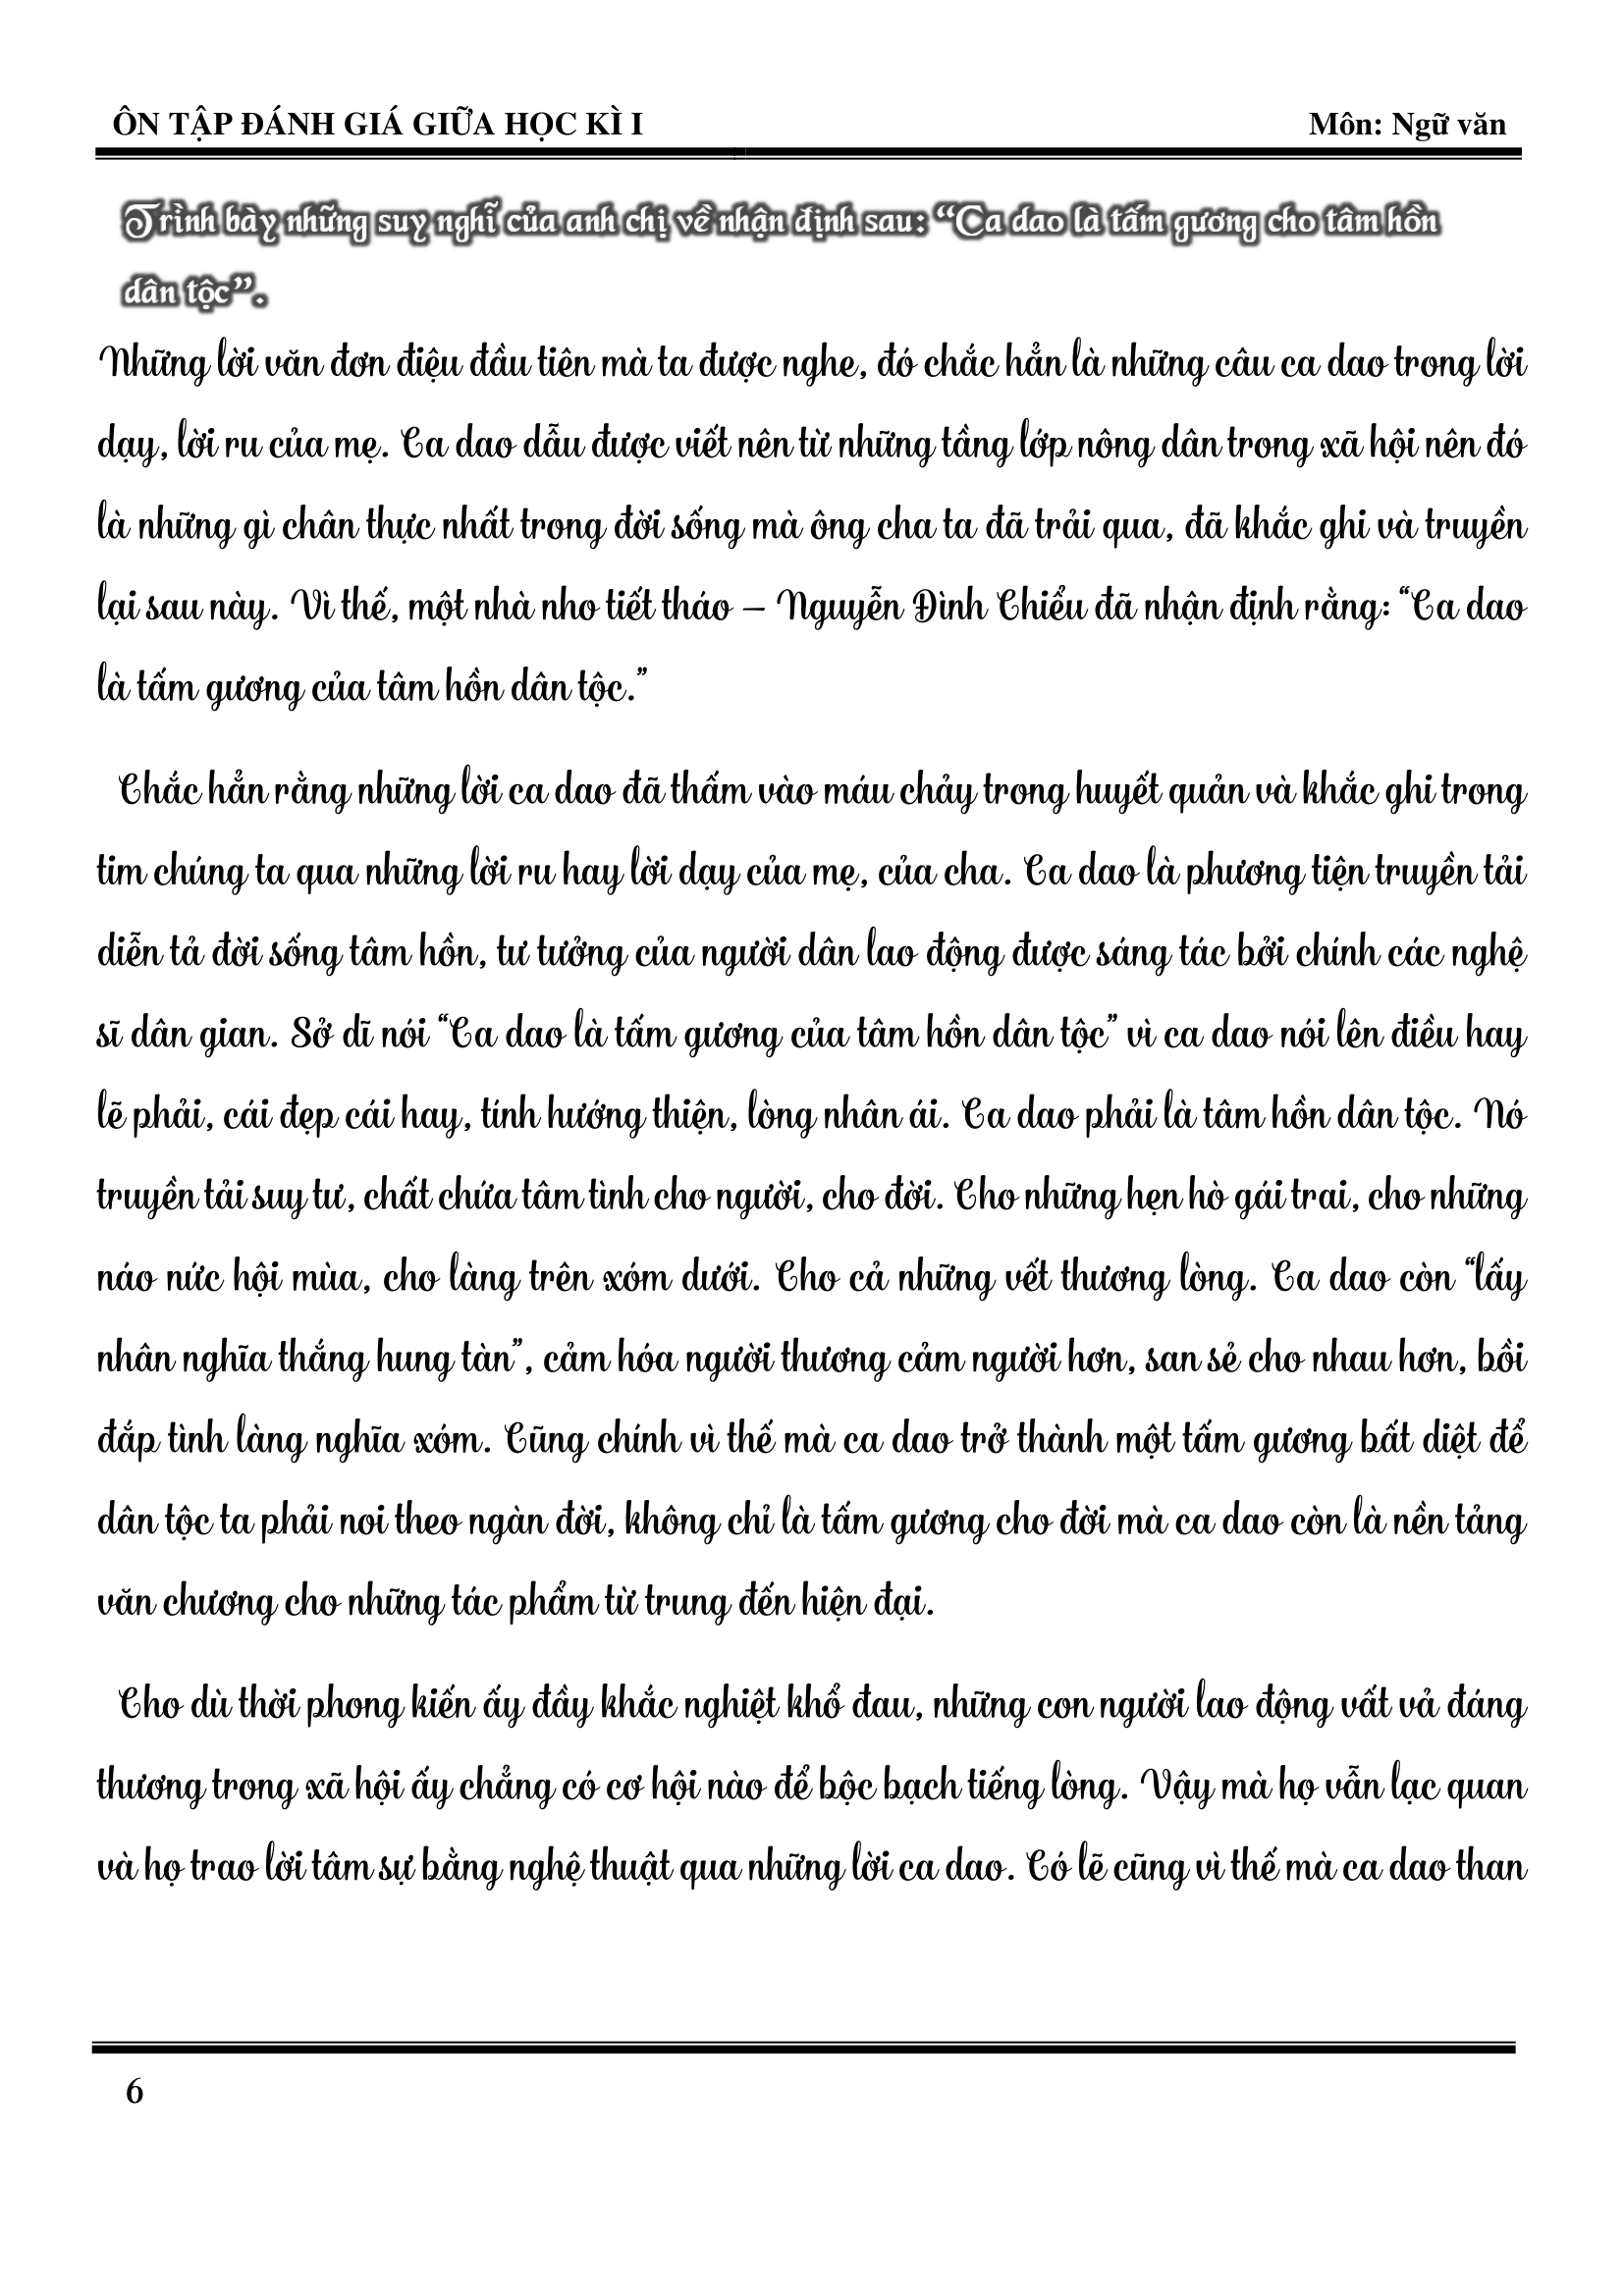 ÔN TẬP ĐÁNH GIÁ GIỮA HỌC KÌ I Môn: Ngữ văn
Trình bày những suy nghĩ của anh chị về nhận định sau: “Ca dao là tấm gương cho tâm hồn
dân tộc”.
Những lời văn đơn điệu đầu tiên mà ta được nghe, đó chắc hẳn là những câu ca dao trong lời
dạy, lời ru của mẹ. Ca dao dẫu được viết nên từ những tầng lớp nông dân trong xã hội nên đó
là những gì chân thực nhất trong đời sống mà ông cha ta đã trải qua, đã khắc ghi và truyền
lại sau này. Vì thế, một nhà nho tiết tháo – Nguyễn Đình Chiểu đã nhận định rằng: “Ca dao
là tấm gương của tâm hồn dân tộc.”
Chắc hẳn rằng những lời ca dao đã thấm vào máu chảy trong huyết quản và khắc ghi trong
tim chúng ta qua những lời ru hay lời dạy của mẹ, của cha. Ca dao là phương tiện truyền tải
diễn tả đời sống tâm hồn, tư tưởng của người dân lao động được sáng tác bởi chính các nghệ
sĩ dân gian. Sở dĩ nói “Ca dao là tấm gương của tâm hồn dân tộc” vì ca dao nói lên điều hay
lẽ phải, cái đẹp cái hay, tính hướng thiện, lòng nhân ái. Ca dao phải là tâm hồn dân tộc. Nó
truyền tải suy tư, chất chứa tâm tình cho người, cho đời. Cho những hẹn hò gái trai, cho những
náo nức hội mùa, cho làng trên xóm dưới. Cho cả những vết thương lòng. Ca dao còn “lấy
nhân nghĩa thắng hung tàn”, cảm hóa người thương cảm người hơn, san sẻ cho nhau hơn, bồi
đắp tình làng nghĩa xóm. Cũng chính vì thế mà ca dao trở thành một tấm gương bất diệt để
dân tộc ta phải noi theo ngàn đời, không chỉ là tấm gương cho đời mà ca dao còn là nền tảng
văn chương cho những tác phẩm từ trung đến hiện đại.
Cho dù thời phong kiến ấy đầy khắc nghiệt khổ đau, những con người lao động vất vả đáng
thương trong xã hội ấy chẳng có cơ hội nào để bộc bạch tiếng lòng. Vậy mà họ vẫn lạc quan
và họ trao lời tâm sự bằng nghệ thuật qua những lời ca dao. Có lẽ cũng vì thế mà ca dao than
6